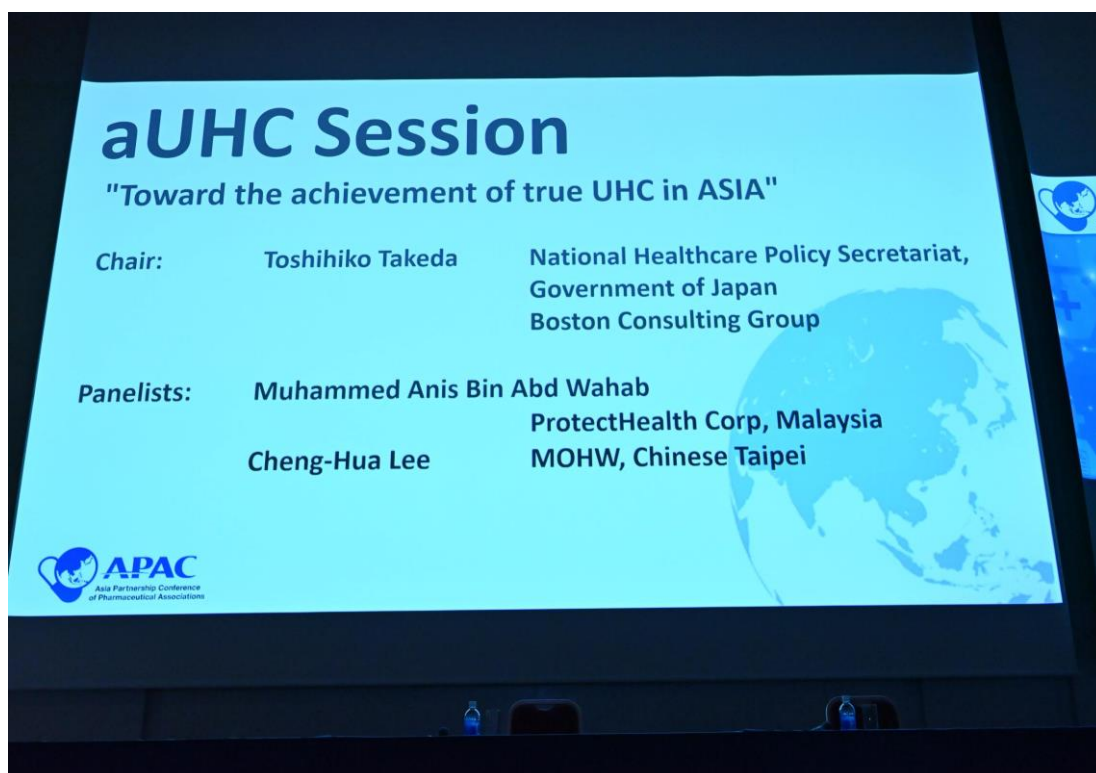 aUHC Session
"Toward the achievement of true UHC in ASIA"
Chair: Toshihiko Takeda National Healthcare Policy Secretariat,
Government of Japan
Boston Consulting Group
Panelists: Muhammed Anis Bin Abd Wahab
ProtectHealth Corp, Malaysia
Cheng-Hua Lee MOHW, Chinese Taipei
APAC
Asia Partnership Conference
of Pharmaceutical Associations